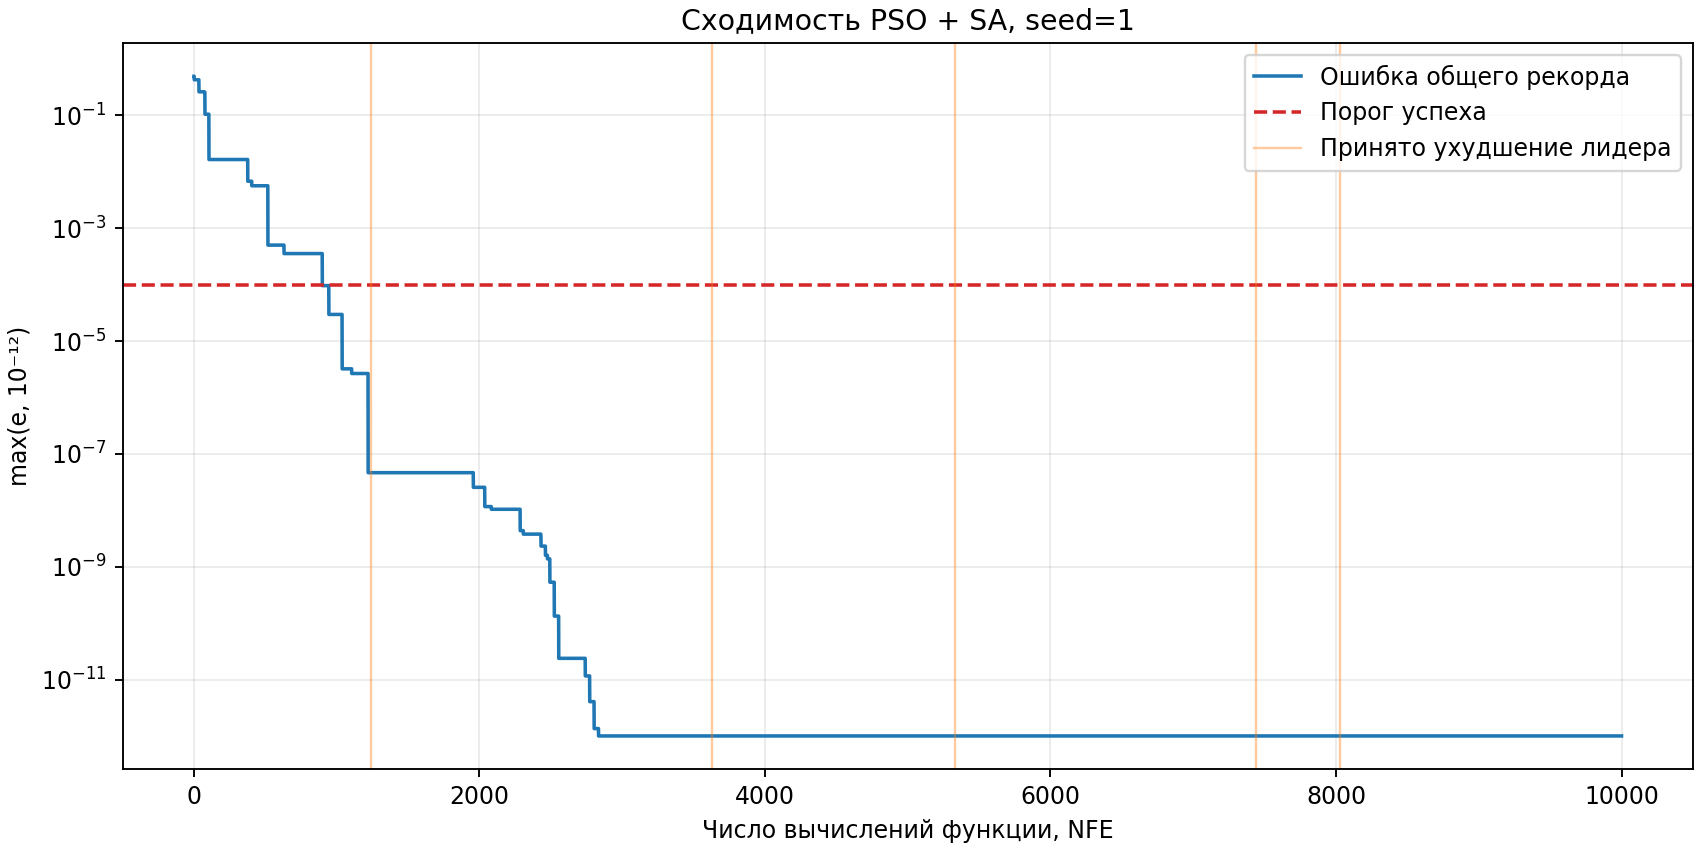 Сходимость PSO + SA, seed=1
Ошибка общего рекорда
Порог успеха
Принято ухудшение лидера
max(e, 10⁻¹²)
10⁻¹
10⁻³
10⁻⁵
10⁻⁷
10⁻⁹
10⁻¹¹
0 2000 4000 6000 8000 10000
Число вычислений функции, NFE